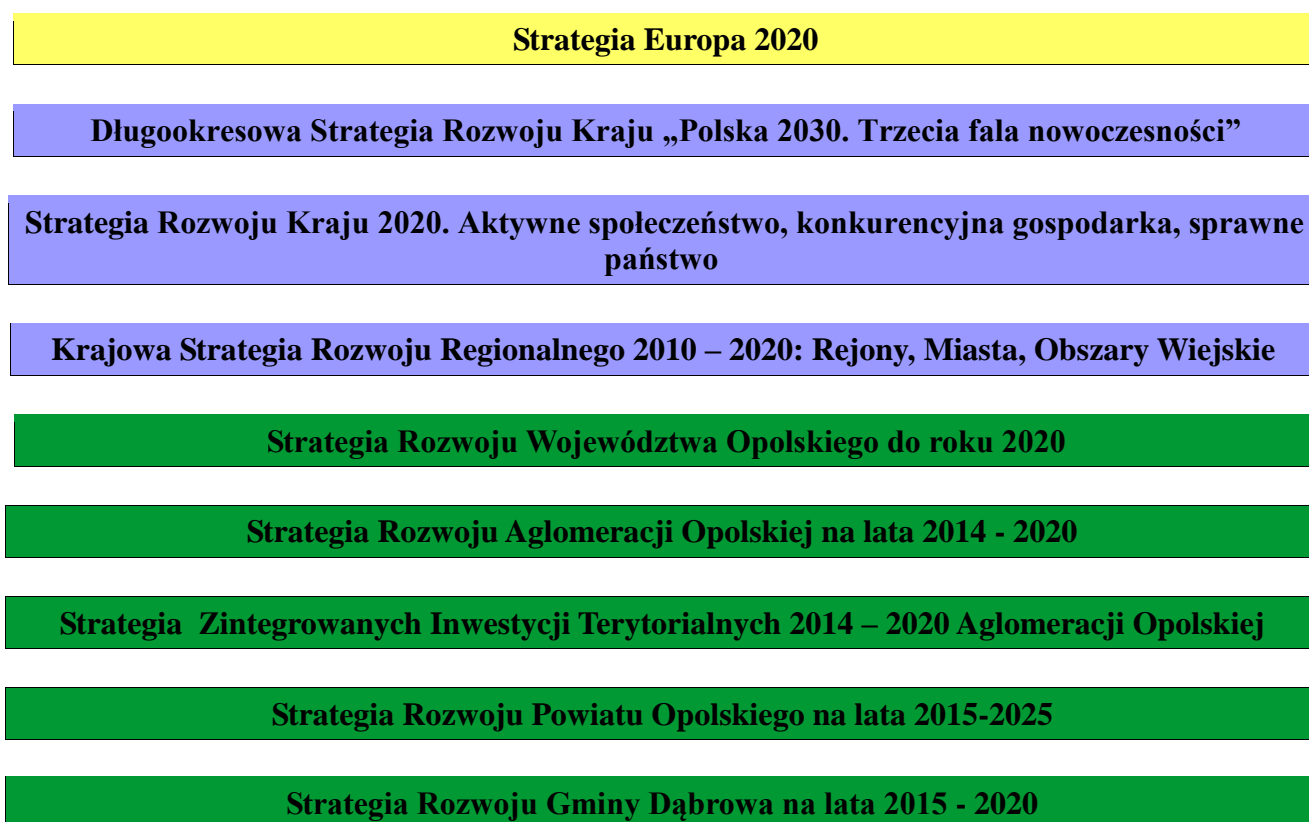 Strategia Europa 2020
Długookresowa Strategia Rozwoju Kraju „Polska 2030. Trzecia fala nowoczesności”
Strategia Rozwoju Kraju 2020. Aktywne społeczeństwo, konkurencyjna gospodarka, sprawne
państwo
Krajowa Strategia Rozwoju Regionalnego 2010 – 2020: Rejony, Miasta, Obszary Wiejskie
Strategia Rozwoju Województwa Opolskiego do roku 2020
Strategia Rozwoju Aglomeracji Opolskiej na lata 2014 - 2020
Strategia Zintegrowanych Inwestycji Terytorialnych 2014 – 2020 Aglomeracji Opolskiej
Strategia Rozwoju Powiatu Opolskiego na lata 2015-2025
Strategia Rozwoju Gminy Dąbrowa na lata 2015 - 2020